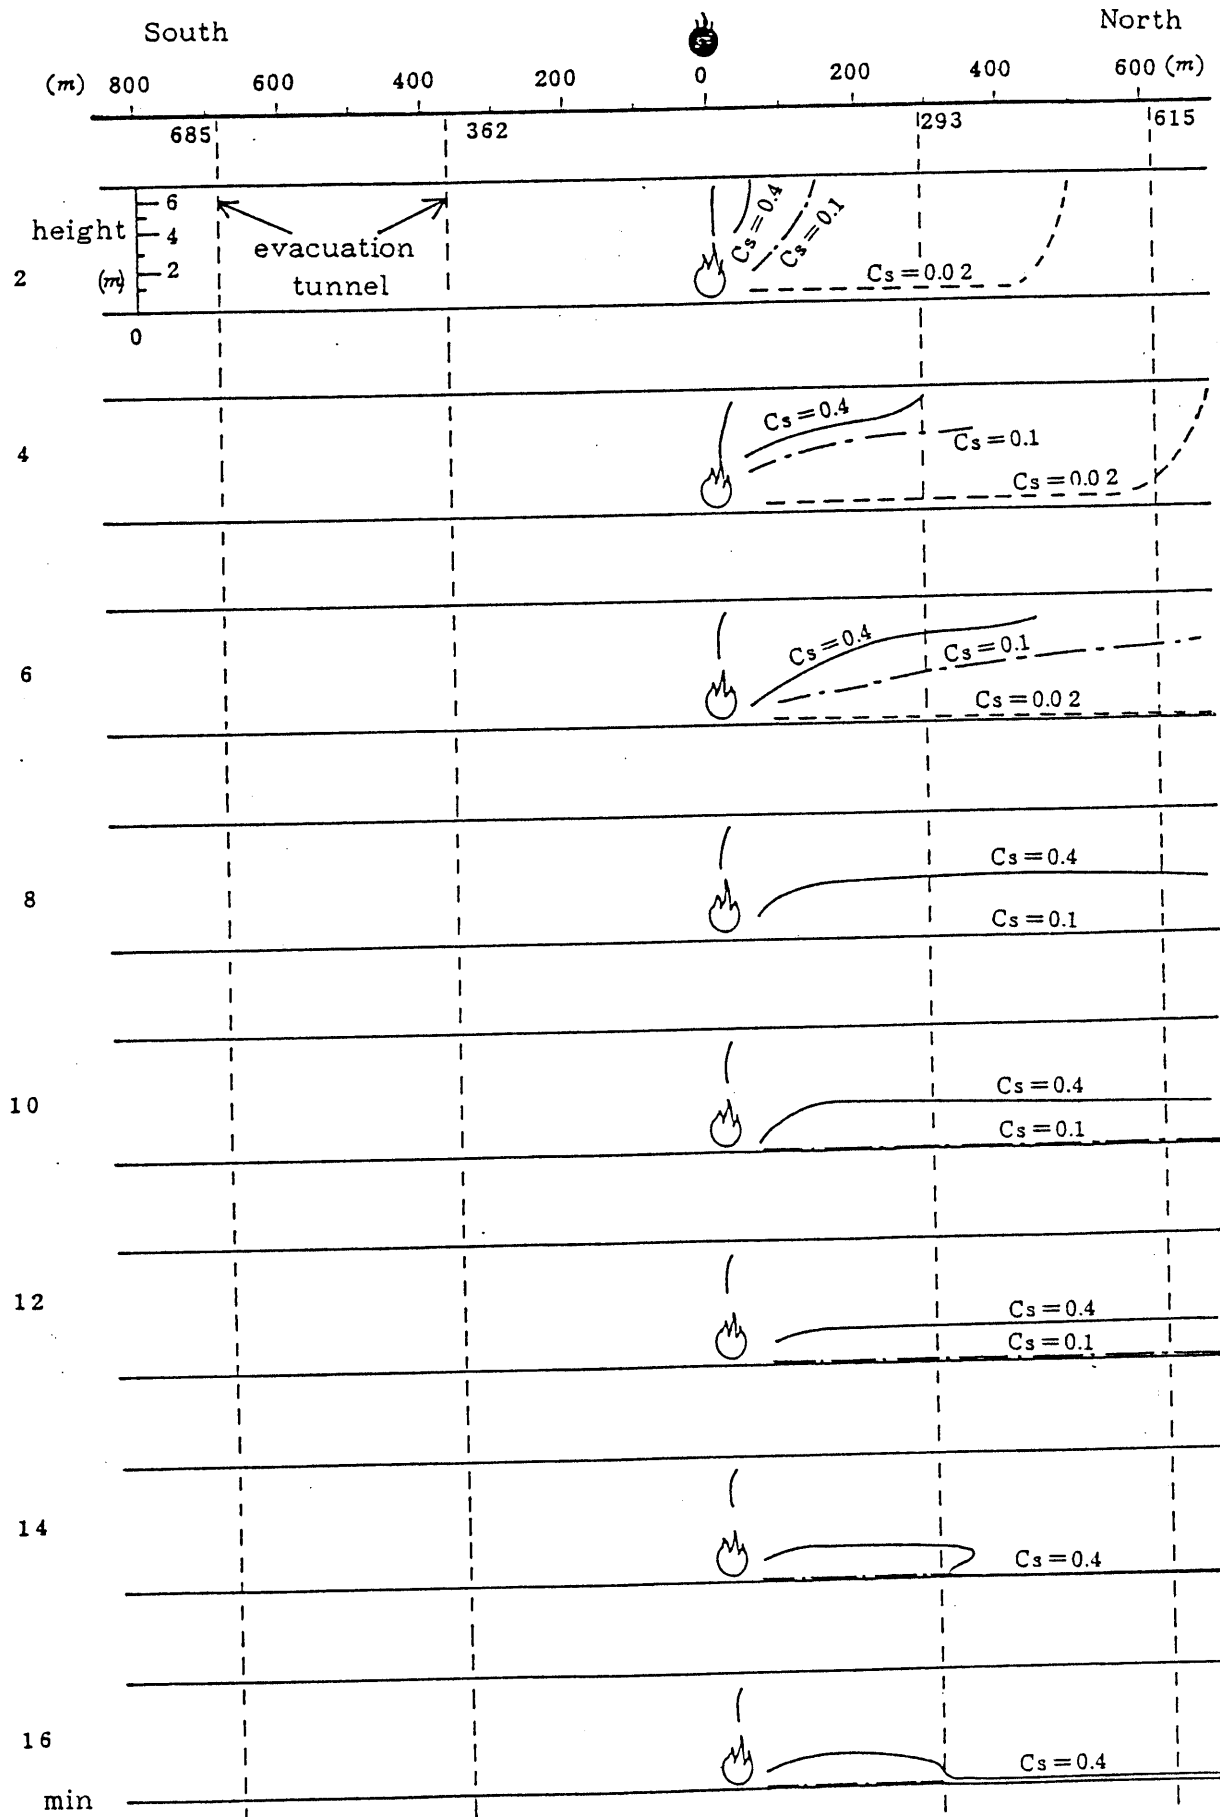 South
North
(m) 800 600 400 200 0 200 400 600 (m)
685 362 293 615
6
height 4
2 (m) 2
0
evacuation
tunnel
Cs=0.4
Cs=0.1
Cs=0.02
4
Cs=0.4
Cs=0.1
Cs=0.02
6
Cs=0.4
Cs=0.1
Cs=0.02
8
Cs=0.4
Cs=0.1
10
Cs=0.4
Cs=0.1
12
Cs=0.4
Cs=0.1
14
Cs=0.4
16
Cs=0.4
min